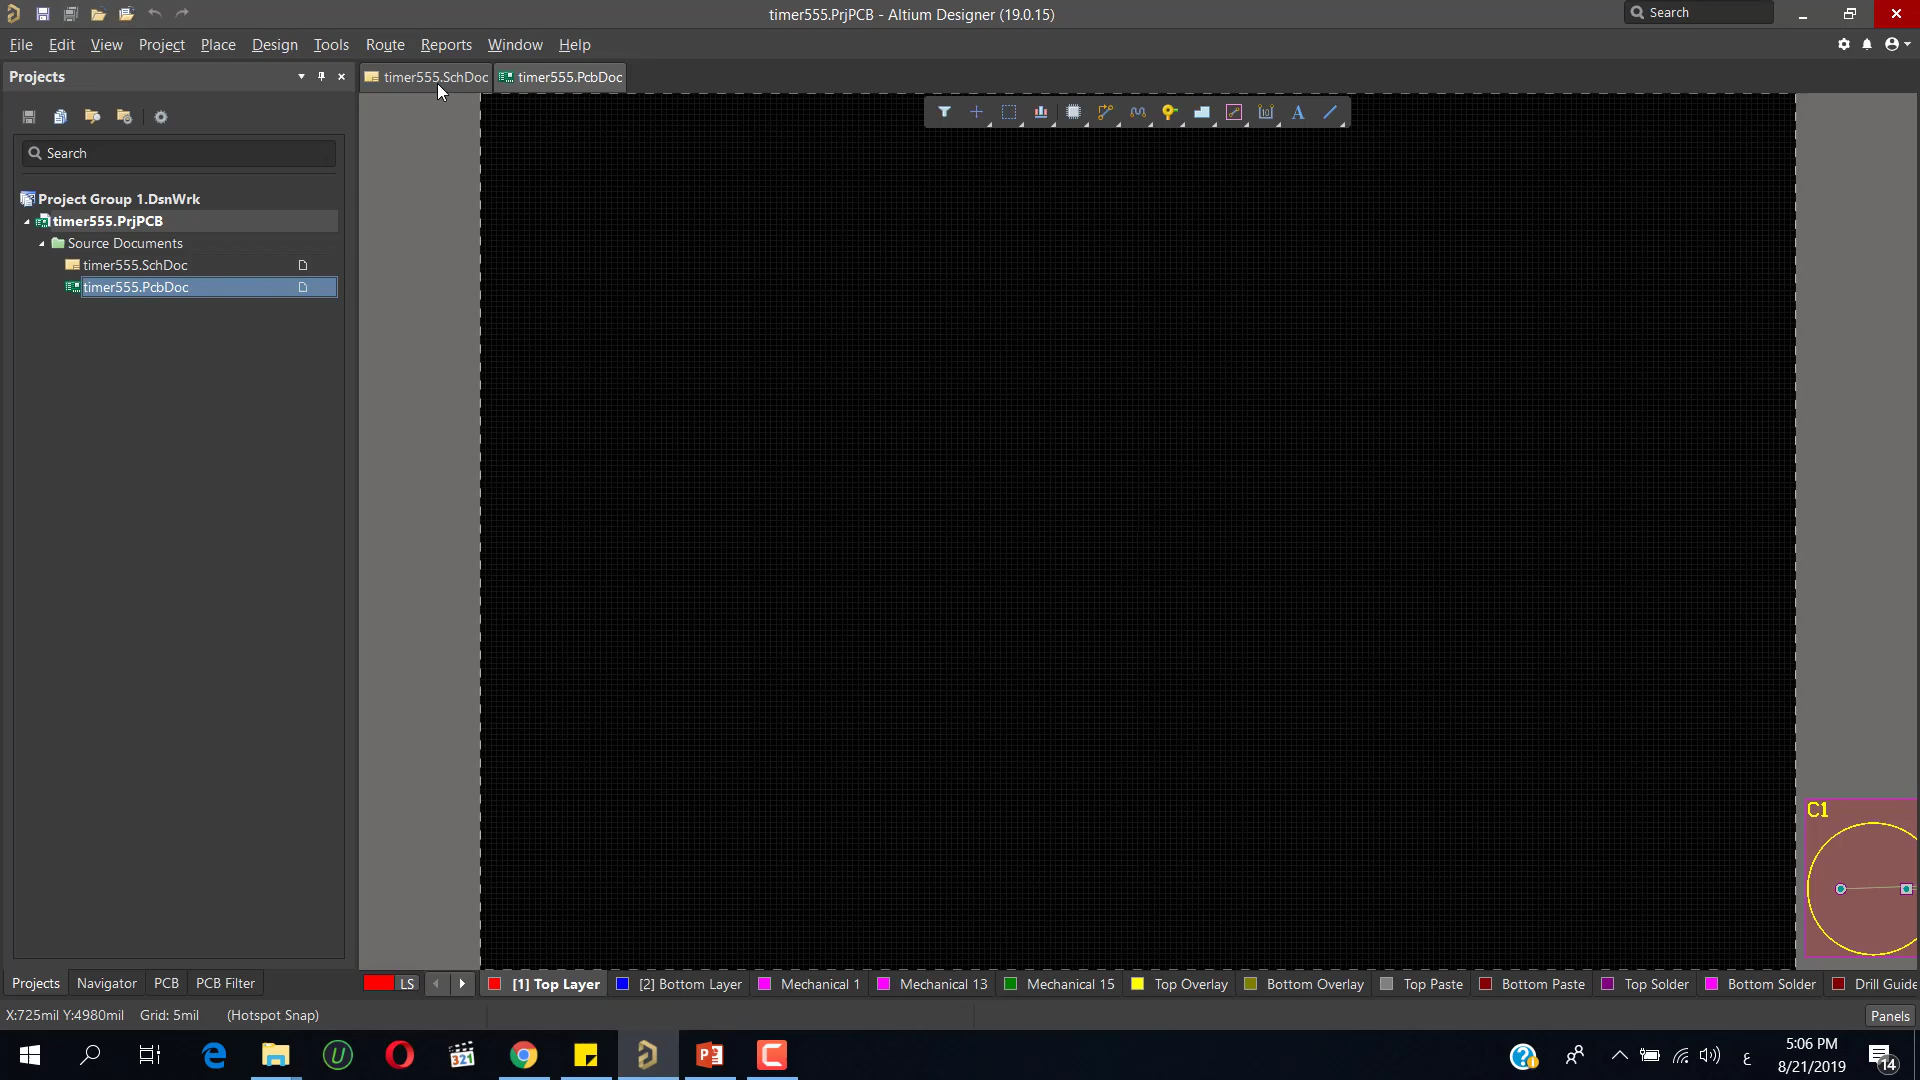 timer555.PrjPCB - Altium Designer (19.0.15)
Search
File Edit View Project Place Design Tools Route Reports Window Help
Projects
timer555.SchDoc
timer555.PcbDoc
Search
Project Group 1.DsnWrk
timer555.PrjPCB
Source Documents
timer555.SchDoc
timer555.PcbDoc
C1
Projects Navigator PCB PCB Filter
LS [1] Top Layer [2] Bottom Layer Mechanical 1 Mechanical 13 Mechanical 15 Top Overlay Bottom Overlay Top Paste Bottom Paste Top Solder Bottom Solder Drill Guide
X:725mil Y:4980mil Grid: 5mil (Hotspot Snap)
Panels
321
ع
5:06 PM
8/21/2019
14